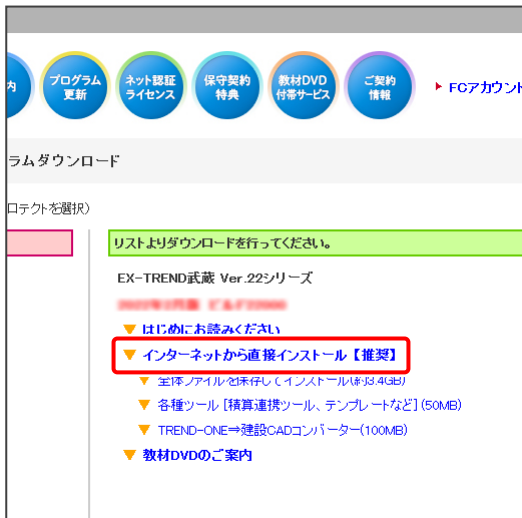 内
プログラム
更新
ネット認証
ライセンス
保守契約
特典
教材DVD
付帯サービス
ご契約
情報
FCアカウント
ラムダウンロード
ロテクトを選択)
リストよりダウンロードを行ってください。
EX-TREND武蔵 Ver.22シリーズ
はじめにお読みください
インターネットから直接インストール【推奨】
全体ファイルを保存してインストール(約3.4GB)
各種ツール [積算連携ツール、テンプレートなど] (50MB)
TREND-ONE⇒建設CADコンバーター(100MB)
教材DVDのご案内